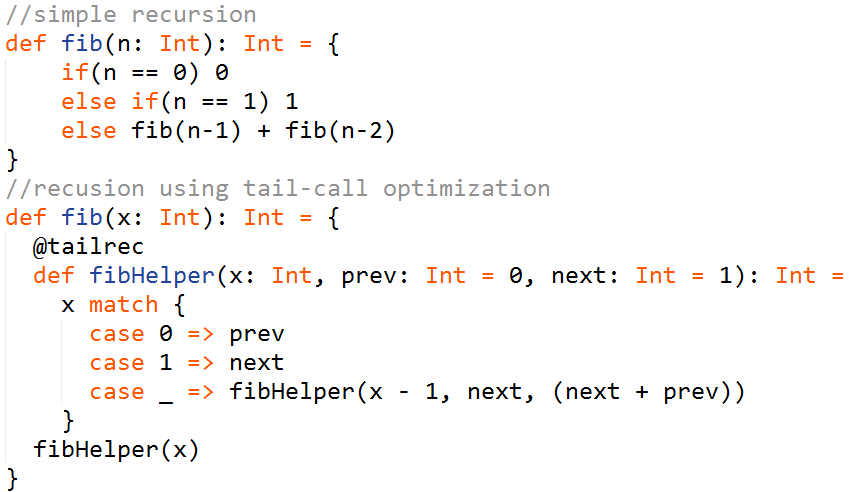 //simple recursion
def fib(n: Int): Int = {
    if(n == 0) 0
    else if(n == 1) 1
    else fib(n-1) + fib(n-2)
}
//recusion using tail-call optimization
def fib(x: Int): Int = {
  @tailrec
  def fibHelper(x: Int, prev: Int = 0, next: Int = 1): Int =
    x match {
      case 0 => prev
      case 1 => next
      case _ => fibHelper(x - 1, next, (next + prev))
    }
  fibHelper(x)
}